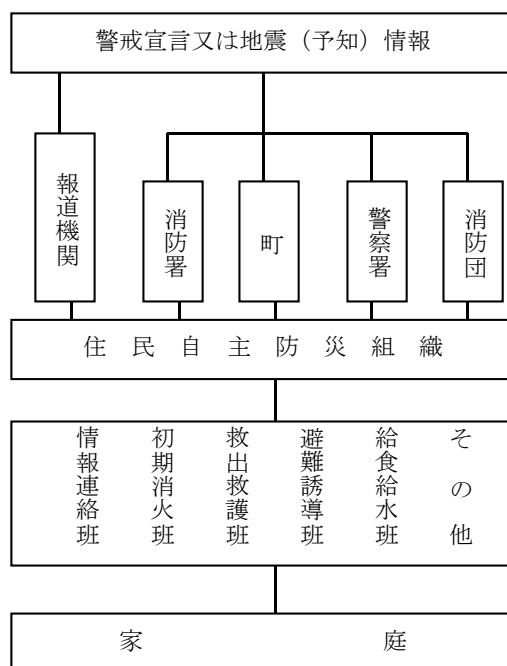 警戒宣言又は地震（予知）情報
報道機関
消防署
町
警察署
消防団
住民自主防災組織
情報連絡班
初期消火班
救出救護班
避難誘導班
給食給水班
その他
家庭